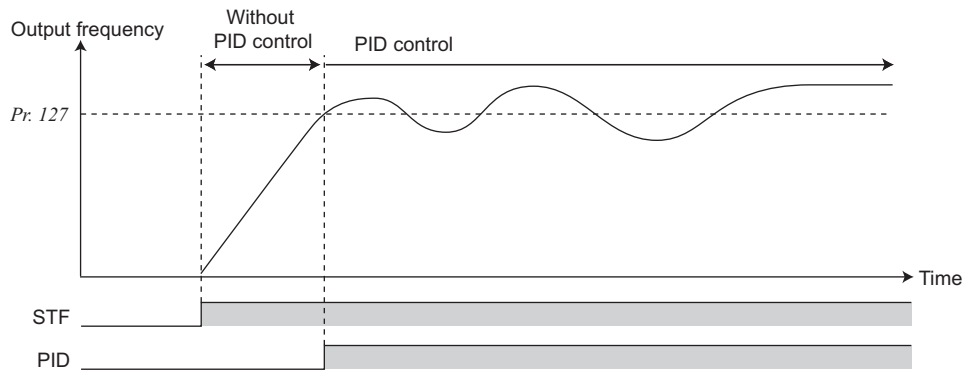 Without
Output frequency
PID control
PID control
Pr. 127
Time
STF
PID